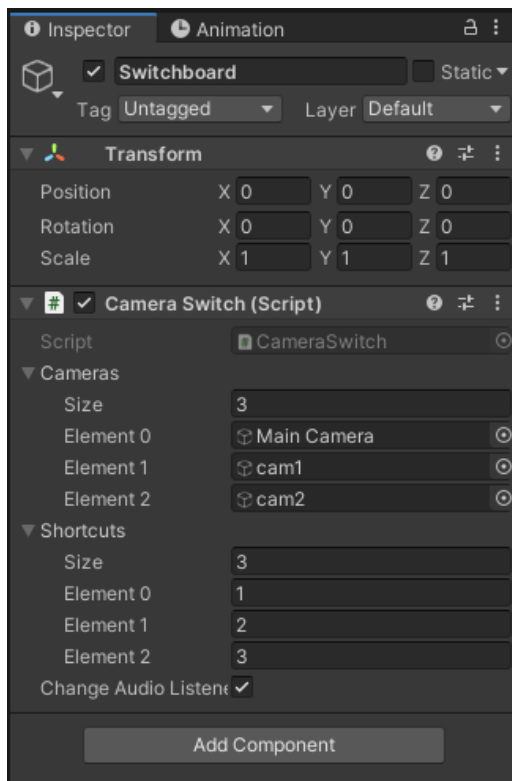 Inspector Animation
Switchboard Static
Tag Untagged Layer Default
Transform
Position X 0 Y 0 Z 0
Rotation X 0 Y 0 Z 0
Scale X 1 Y 1 Z 1
# Camera Switch (Script)
Script # CameraSwitch
Cameras
Size 3
Element 0 Main Camera
Element 1 cam1
Element 2 cam2
Shortcuts
Size 3
Element 0 1
Element 1 2
Element 2 3
Change Audio Listene
Add Component